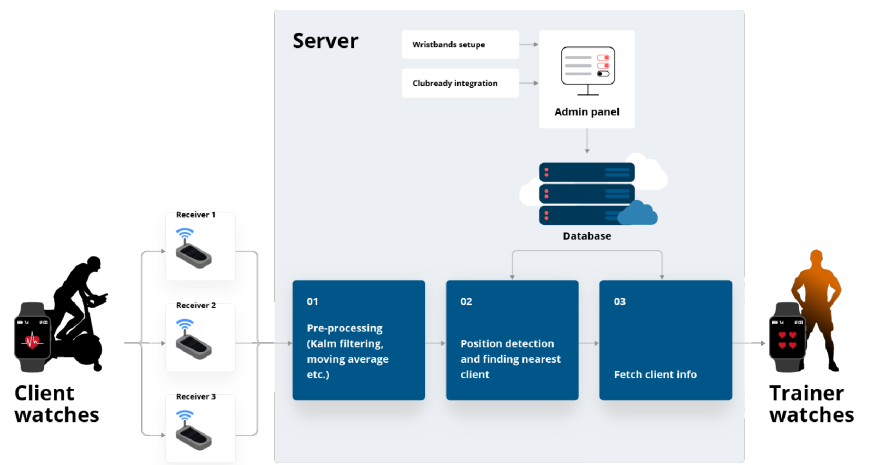 Server
Wristbands setupe
Clubready integration
Admin panel
Database
Receiver 1
Receiver 2
Receiver 3
Client
watches
01
Pre-processing
(Kalm filtering,
moving average
etc.)
02
Position detection
and finding nearest
client
03
Fetch client info
Trainer
watches